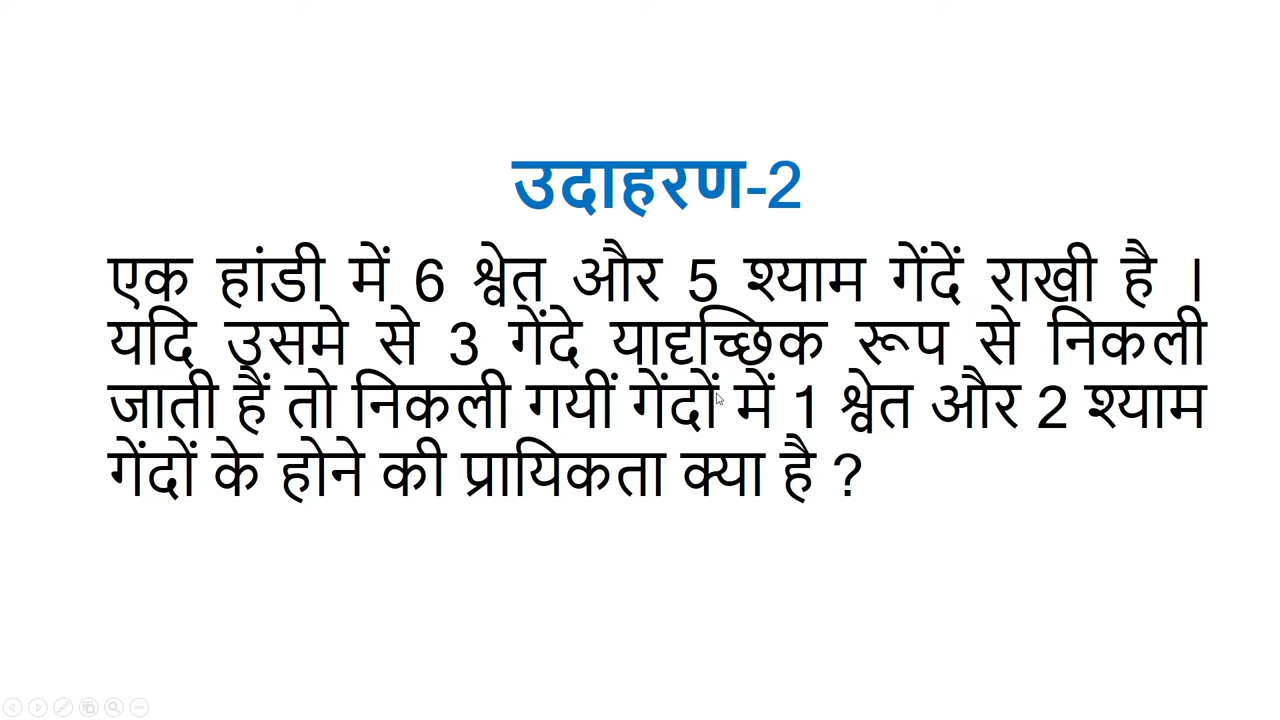 उदाहरण-2
एक हांडी में 6 श्वेत और 5 श्याम गेंदें राखी है ।
यदि उसमे से 3 गेंदे यादृच्छिक रूप से निकली
जाती हैं तो निकली गयीं गेंदों में 1 श्वेत और 2 श्याम
गेंदों के होने की प्रायिकता क्या है ?